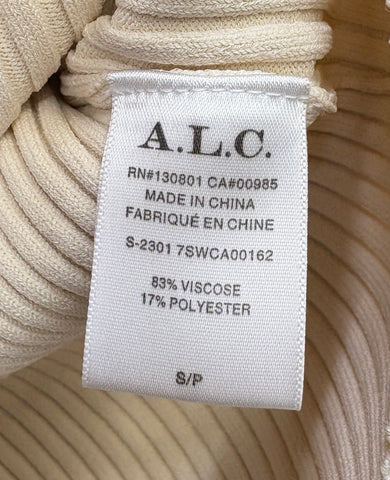 A.L.C.
RN#130801 CA#00985
MADE IN CHINA
FABRIQUÉ EN CHINE
S-2301 7SWCA00162
83% VISCOSE
17% POLYESTER
S/P